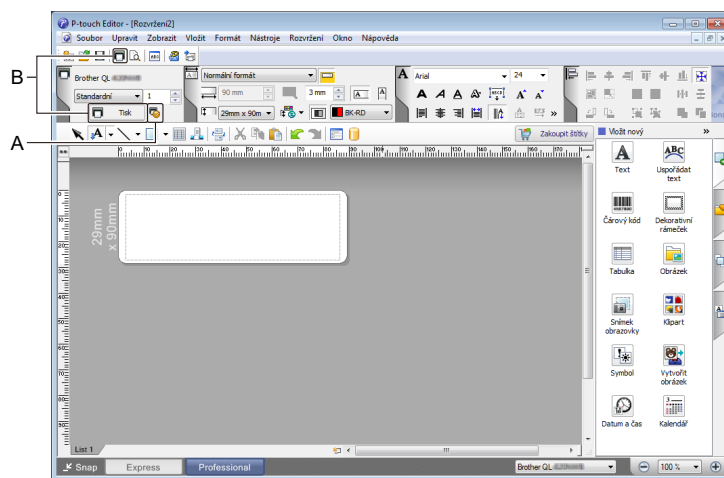 P-touch Editor - [Rozvržení2]
Soubor Upravit Zobrazit Vložit Formát Nástroje Rozvržení Okno Nápověda
B
Brother QL
Normální formát
Arial
24
Standardní
1
90 mm
3 mm
Tisk
29mm x 90m
BK-RD
A
Zakoupit štítky
Vložit nový
29mm
x 90mm
Text
Uspořádat
text
Čárový kód
Dekorativní
rámeček
Tabulka
Obrázek
Snímek
obrazovky
Klipart
Symbol
Vytvořit
obrázek
Datum a čas
Kalendář
List 1
Snap
Express
Professional
Brother QL
100 %